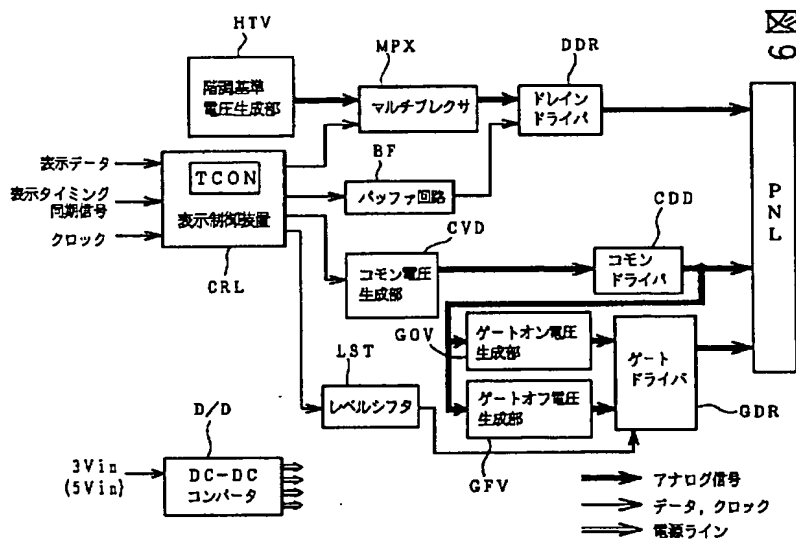 図9
HTV
階調基準
電圧生成部
MPX
マルチプレクサ
DDR
ドレイン
ドライバ
PNL
表示データ
表示タイミング
同期信号
クロック
TCON
表示制御装置
CRL
BF
バッファ回路
CVD
コモン電圧
生成部
CDD
コモン
ドライバ
GOV
ゲートオン電圧
生成部
ゲート
ドライバ
GDR
LST
レベルシフタ
ゲートオフ電圧
生成部
GFV
D/D
3Vin
(5Vin)
DC-DC
コンバータ
アナログ信号
データ,クロック
電源ライン